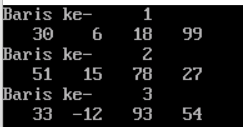 Baris ke-      1
   30    6   18   99
Baris ke-      2
   51   15   78   27
Baris ke-      3
   33  -12   93   54